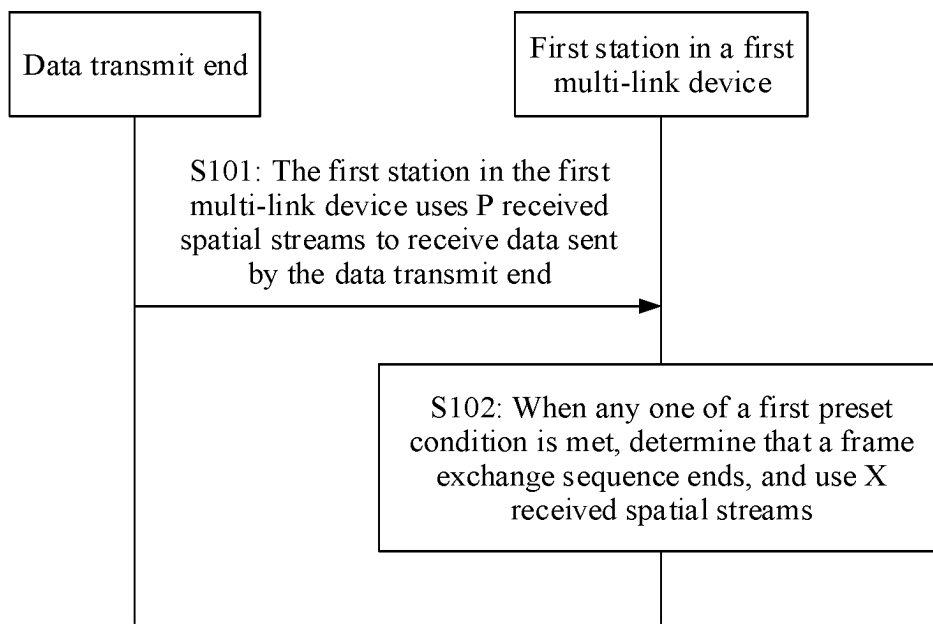 Data transmit end
First station in a first
multi-link device
S101: The first station in the first
multi-link device uses P received
spatial streams to receive data sent
by the data transmit end
S102: When any one of a first preset
condition is met, determine that a frame
exchange sequence ends, and use X
received spatial streams